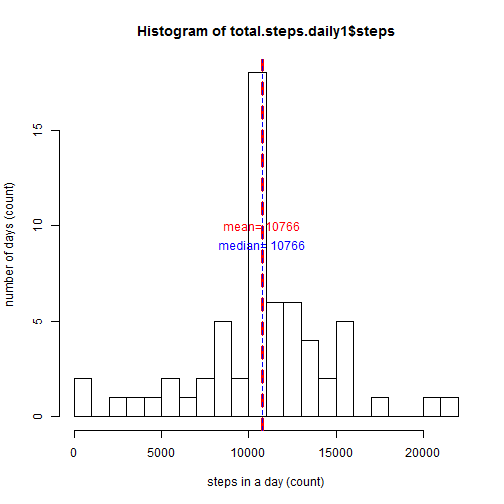 Histogram of total.steps.daily1$steps
number of days (count)
15
10
5
0
mean= 10766
median= 10766
0 5000 10000 15000 20000
steps in a day (count)